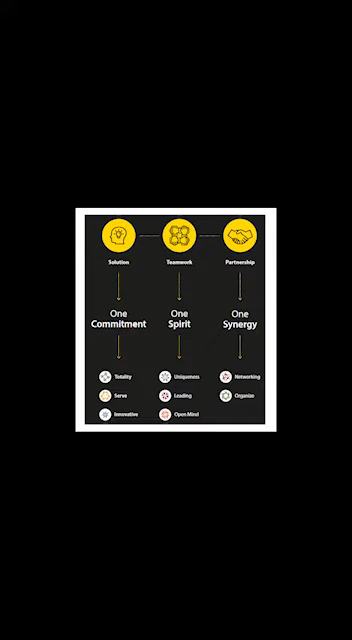 Solution Teamwork Partnership
One One One
Commitment Spirit Synergy
Totality Uniqueness Networking
Serve Leading Organize
Innovative Open Mind